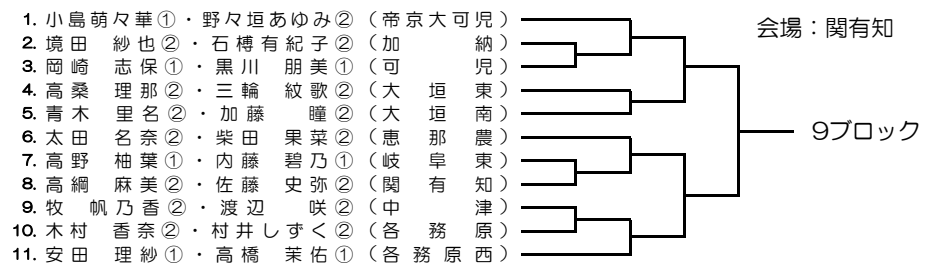 1. 小島萌々華①・野々垣あゆみ②（帝京大可児）
会場：関有知
2. 境田 紗也②・石榑有紀子②（加納）
3. 岡崎 志保①・黒川 朋美①（可児）
4. 高桑 理那②・三輪 紋歌②（大垣東）
5. 青木 里名②・加藤 瞳②（大垣南）
6. 太田 名奈②・柴田 果菜②（恵那農）
9ブロック
7. 高野 柚葉①・内藤 碧乃①（岐阜東）
8. 高綱 麻美②・佐藤 史弥②（関有知）
9. 牧 帆乃香②・渡辺 咲②（中津）
10. 木村 香奈②・村井しずく②（各務原）
11. 安田 理紗①・高橋 茉佑①（各務原西）